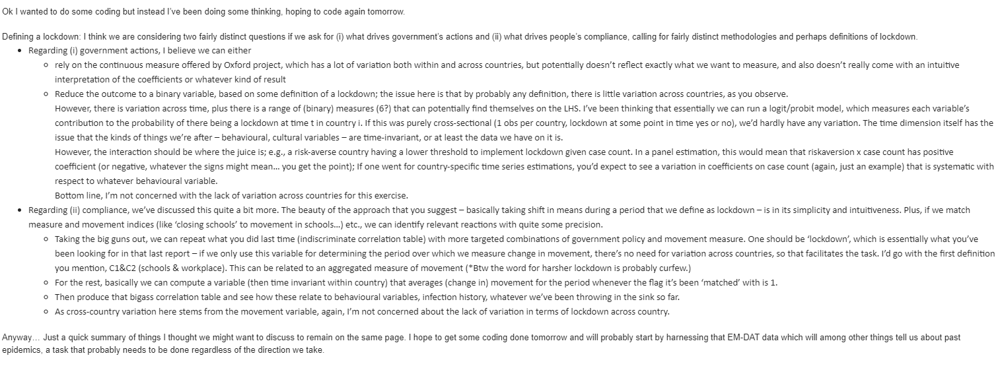 Ok I wanted to do some coding but instead I've been doing some thinking, hoping to code again tomorrow.
Defining a lockdown: I think we are considering two fairly distinct questions if we ask for (i) what drives government's actions and (ii) what drives people's compliance, calling for fairly distinct methodologies and perhaps definitions of lockdown.
• Regarding (i) government actions, I believe we can either
○ rely on the continuous measure offered by Oxford project, which has a lot of variation both within and across countries, but potentially doesn't reflect exactly what we want to measure, and also doesn't really come with an intuitive
interpretation of the coefficients or whatever kind of result
○ Reduce the outcome to a binary variable, based on some definition of a lockdown; the issue here is that by probably any definition, there is little variation across countries, as you observe.
However, there is variation across time, plus there is a range of (binary) measures (6?) that can potentially find themselves on the LHS. I've been thinking that essentially we can run a logit/probit model, which measures each variable's
contribution to the probability of there being a lockdown at time t in country i. If this was purely cross-sectional (1 obs per country, lockdown at some point in time yes or no), we'd hardly have any variation. The time dimension itself has the
issue that the kinds of things we're after – behavioural, cultural variables – are time-invariant, or at least the data we have on it is.
However, the interaction should be where the juice is; e.g., a risk-averse country having a lower threshold to implement lockdown given case count. In a panel estimation, this would mean that riskaversion x case count has positive
coefficient (or negative, whatever the signs might mean... you get the point); If one went for country-specific time series estimations, you'd expect to see a variation in coefficients on case count (again, just an example) that is systematic with
respect to whatever behavioural variable.
Bottom line, I'm not concerned with the lack of variation across countries for this exercise.
• Regarding (ii) compliance, we've discussed this quite a bit more. The beauty of the approach that you suggest – basically taking shift in means during a period that we define as lockdown – is in its simplicity and intuitiveness. Plus, if we match
measure and movement indices (like 'closing schools' to movement in schools...) etc., we can identify relevant reactions with quite some precision.
○ Taking the big guns out, we can repeat what you did last time (indiscriminate correlation table) with more targeted combinations of government policy and movement measure. One should be 'lockdown', which is essentially what you've
been looking for in that last report – if we only use this variable for determining the period over which we measure change in movement, there's no need for variation across countries, so that facilitates the task. I'd go with the first definition
you mention, C1&C2 (schools & workplace). This can be related to an aggregated measure of movement (*Btw the word for harsher lockdown is probably curfew.)
○ For the rest, basically we can compute a variable (then time invariant within country) that averages (change in) movement for the period whenever the flag it's been 'matched' with is 1.
○ Then produce that bigass correlation table and see how these relate to behavioural variables, infection history, whatever we've been throwing in the sink so far.
○ As cross-country variation here stems from the movement variable, again, I'm not concerned about the lack of variation in terms of lockdown across country.
Anyway... Just a quick summary of things I thought we might want to discuss to remain on the same page. I hope to get some coding done tomorrow and will probably start by harnessing that EM-DAT data which will among other things tell us about past
epidemics, a task that probably needs to be done regardless of the direction we take.